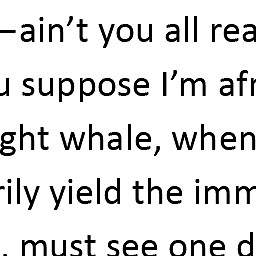 –ain’t you all rea
u suppose I’m afr
ght whale, when
rily yield the imm
, must see one d